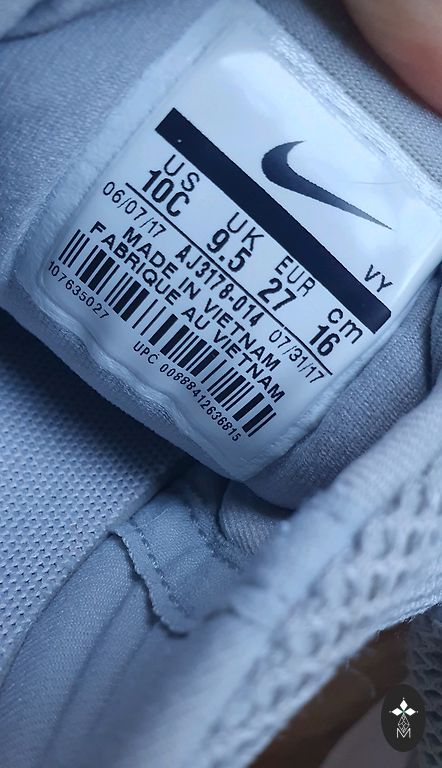 US UK EUR cm
10C 9.5 27 16
06/07/17 AJ3178-014 07/31/17
MADE IN VIETNAM
FABRIQUE AU VIETNAM
107635027
UPC 00888412636815
VY
M